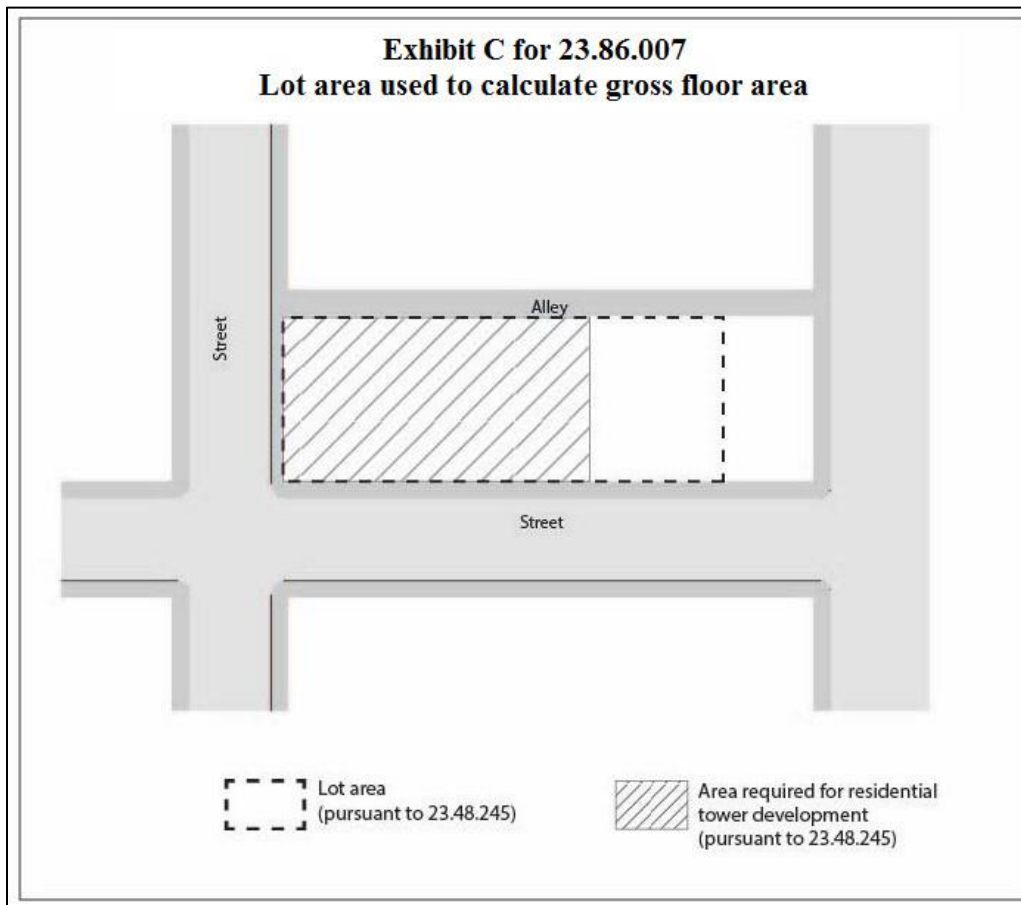 Exhibit C for 23.86.007
Lot area used to calculate gross floor area
Alley
Street
Street
Lot area
(pursuant to 23.48.245)
Area required for residential
tower development
(pursuant to 23.48.245)